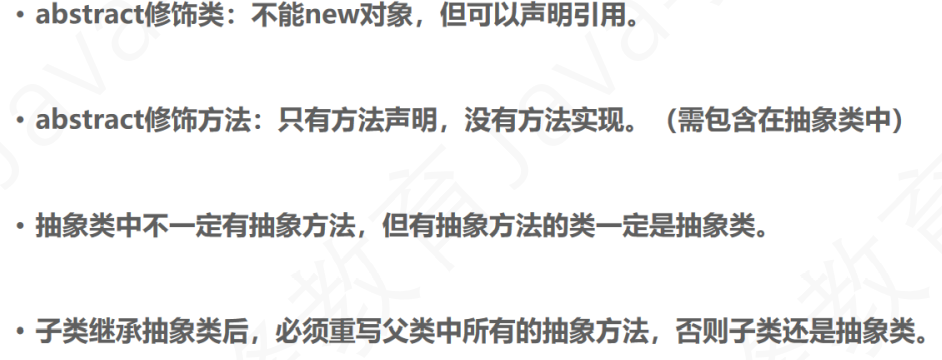 • abstract修饰类：不能new对象，但可以声明引用。
• abstract修饰方法：只有方法声明，没有方法实现。（需包含在抽象类中）
• 抽象类中不一定有抽象方法，但有抽象方法的类一定是抽象类。
• 子类继承抽象类后，必须重写父类中所有的抽象方法，否则子类还是抽象类。